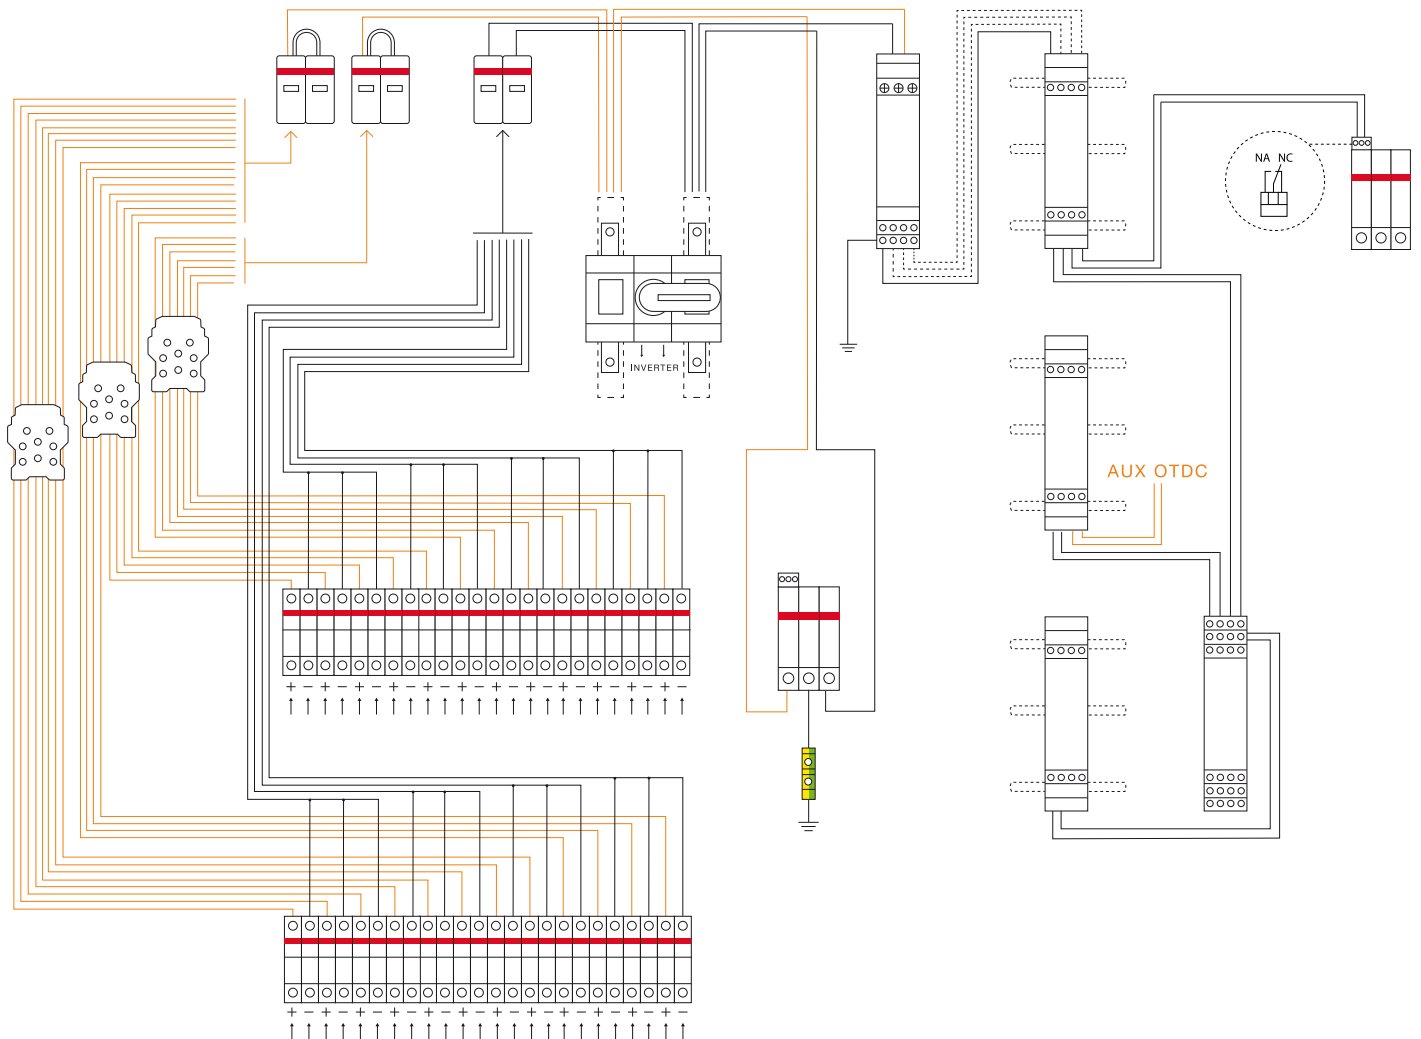 NA NC
INVERTER
AUX OTDC
+ − + − + − + − + − + − + − + − + − + − + − + −
+ − + − + − + − + − + − + − + − + − + − + − + −